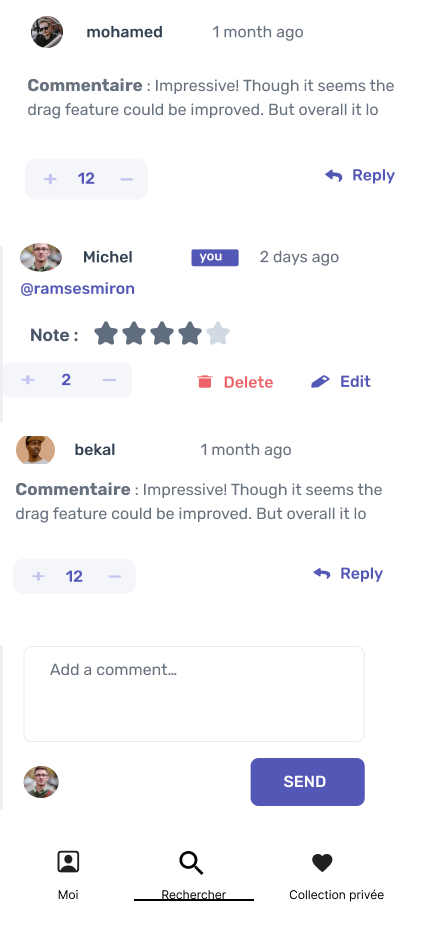 mohamed 1 month ago
Commentaire : Impressive! Though it seems the
drag feature could be improved. But overall it lo
+ 12 − Reply
Michel you 2 days ago
@ramsesmiron
Note :
+ 2 − Delete Edit
bekal 1 month ago
Commentaire : Impressive! Though it seems the
drag feature could be improved. But overall it lo
+ 12 − Reply
Add a comment…
SEND
Moi Rechercher Collection privée